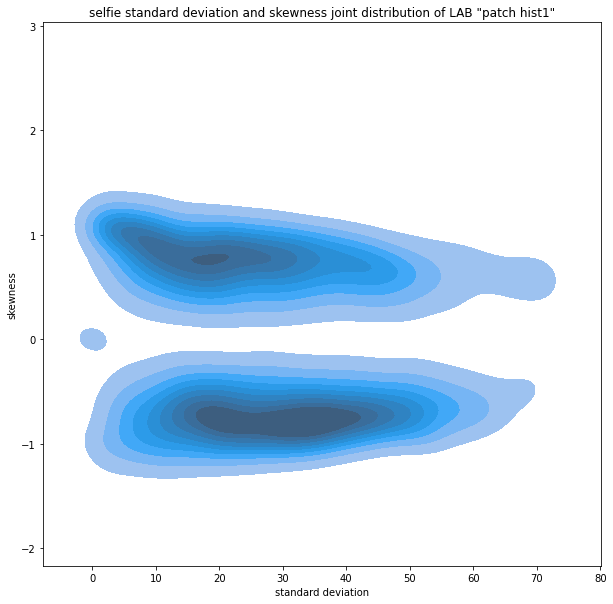 selfie standard deviation and skewness joint distribution of LAB "patch hist1"
3
2
1
0
−1
−2
skewness
0 10 20 30 40 50 60 70 80
standard deviation